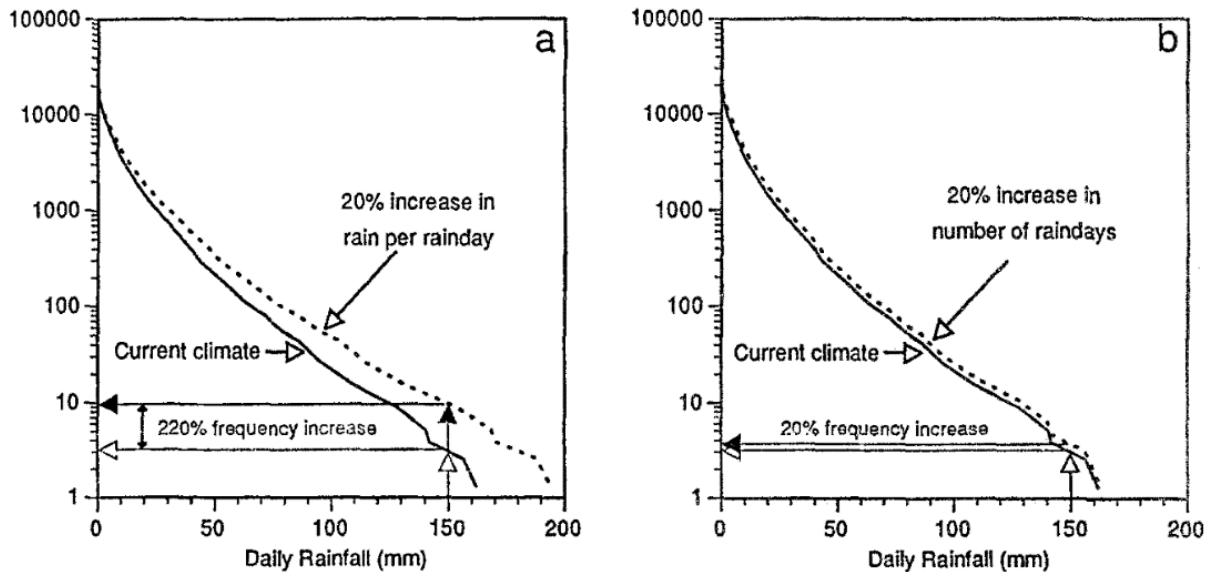 a
100000
10000
1000
100
10
1
20% increase in
rain per rainday
Current climate
220% frequency increase
0
50
100
150
200
Daily Rainfall (mm)
b
100000
10000
1000
100
10
1
20% increase in
number of raindays
Current climate
20% frequency increase
0
50
100
150
200
Daily Rainfall (mm)